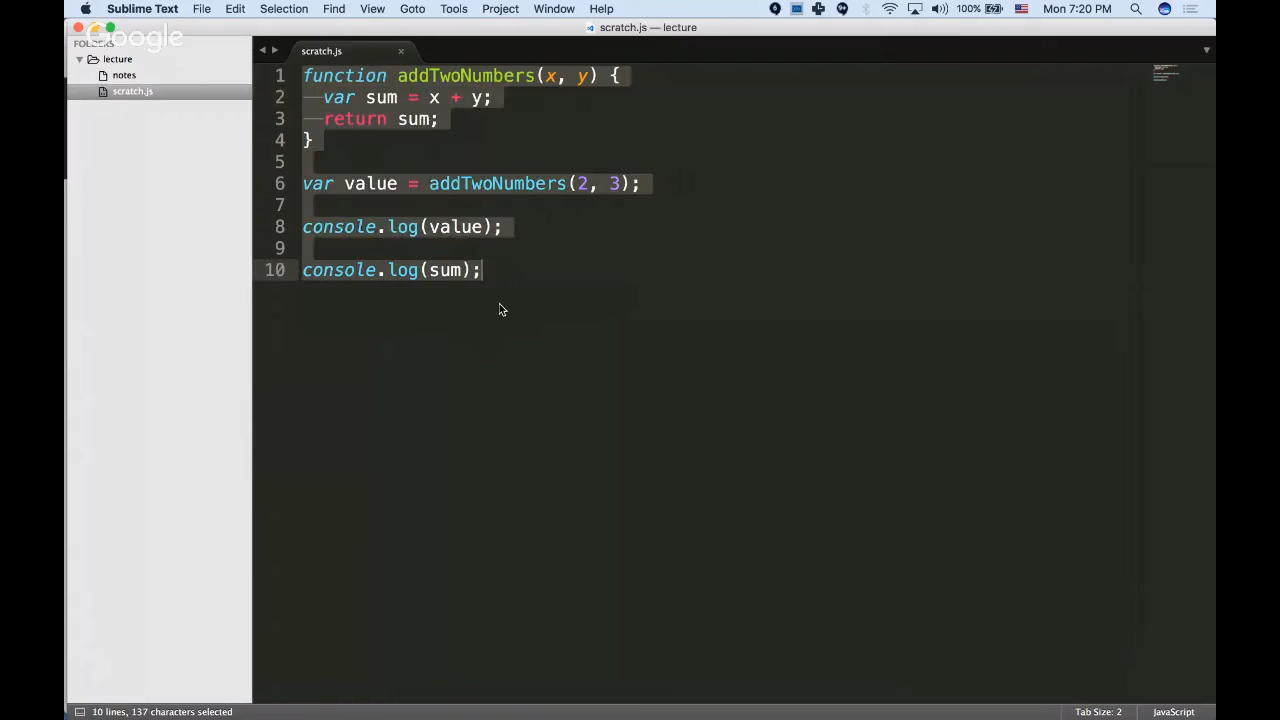 Sublime Text File Edit Selection Find View Goto Tools Project Window Help 100% Mon 7:20 PM
scratch.js — lecture
Google
FOLDERS
lecture
notes
scratch.js
scratch.js
1 function addTwoNumbers(x, y) {
2 var sum = x + y;
3 return sum;
4 }
5
6 var value = addTwoNumbers(2, 3);
7
8 console.log(value);
9
10 console.log(sum);
10 lines, 137 characters selected
Tab Size: 2 JavaScript